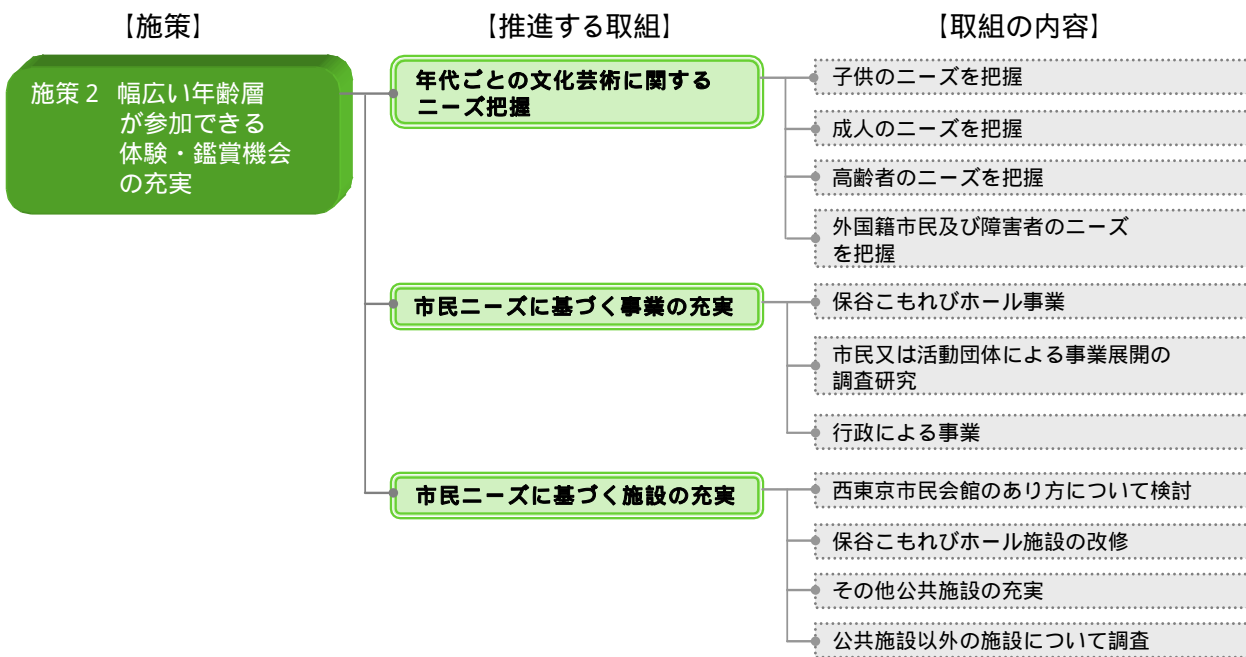 【施策】
【推進する取組】
【取組の内容】
施策２ 幅広い年齢層
が参加できる
体験・鑑賞機会
の充実
年代ごとの文化芸術に関する
ニーズ把握
子供のニーズを把握
成人のニーズを把握
高齢者のニーズを把握
外国籍市民及び障害者のニーズ
を把握
市民ニーズに基づく事業の充実
保谷こもれびホール事業
市民又は活動団体による事業展開の
調査研究
行政による事業
市民ニーズに基づく施設の充実
西東京市民会館のあり方について検討
保谷こもれびホール施設の改修
その他公共施設の充実
公共施設以外の施設について調査